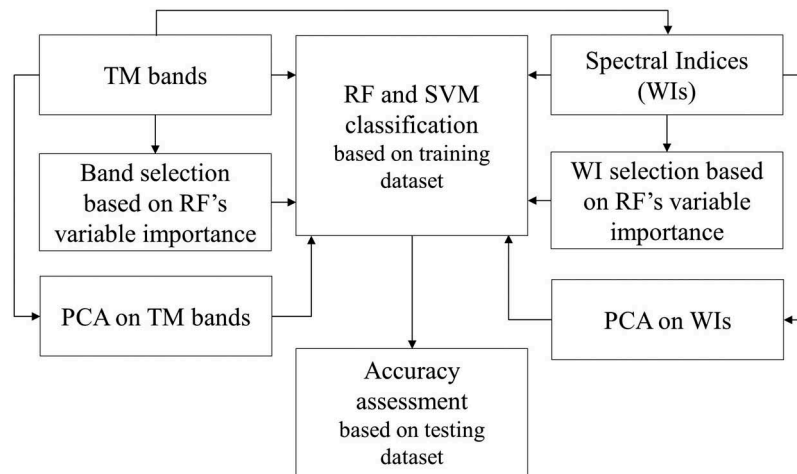 TM bands
RF and SVM
classification
based on training
dataset
Spectral Indices
(WIs)
Band selection
based on RF’s
variable importance
WI selection based
on RF’s variable
importance
PCA on TM bands
PCA on WIs
Accuracy
assessment
based on testing
dataset